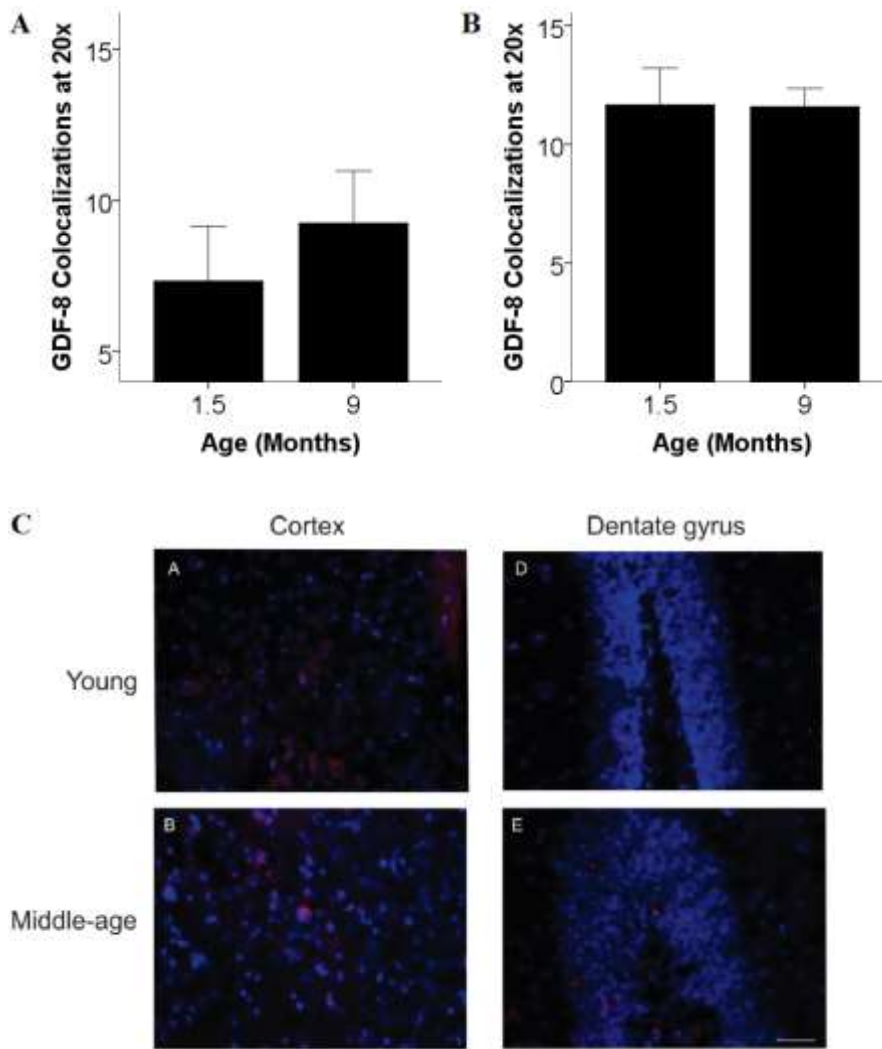 A
GDF-8 Colocalizations at 20x
15
10
5
1.5
9
Age (Months)
B
GDF-8 Colocalizations at 20x
15
10
5
0
1.5
9
Age (Months)
C
Cortex
Dentate gyrus
Young
A
D
Middle-age
B
E